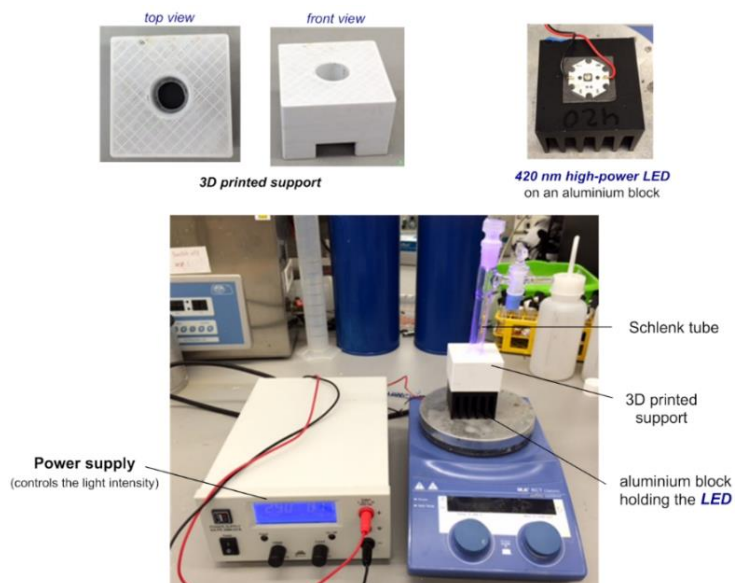 top view
front view
3D printed support
420 nm high-power LED
on an aluminium block
420
Schlenk tube
3D printed
support
Power supply
(controls the light intensity)
aluminium block
holding the LED